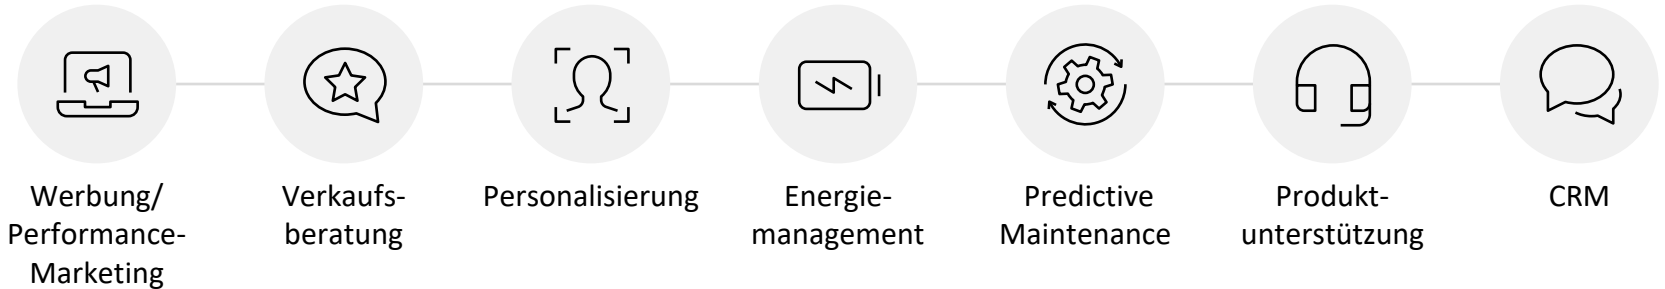 Werbung/
Performance-
Marketing
Verkaufs-
beratung
Personalisierung
Energie-
management
Predictive
Maintenance
Produkt-
unterstützung
CRM